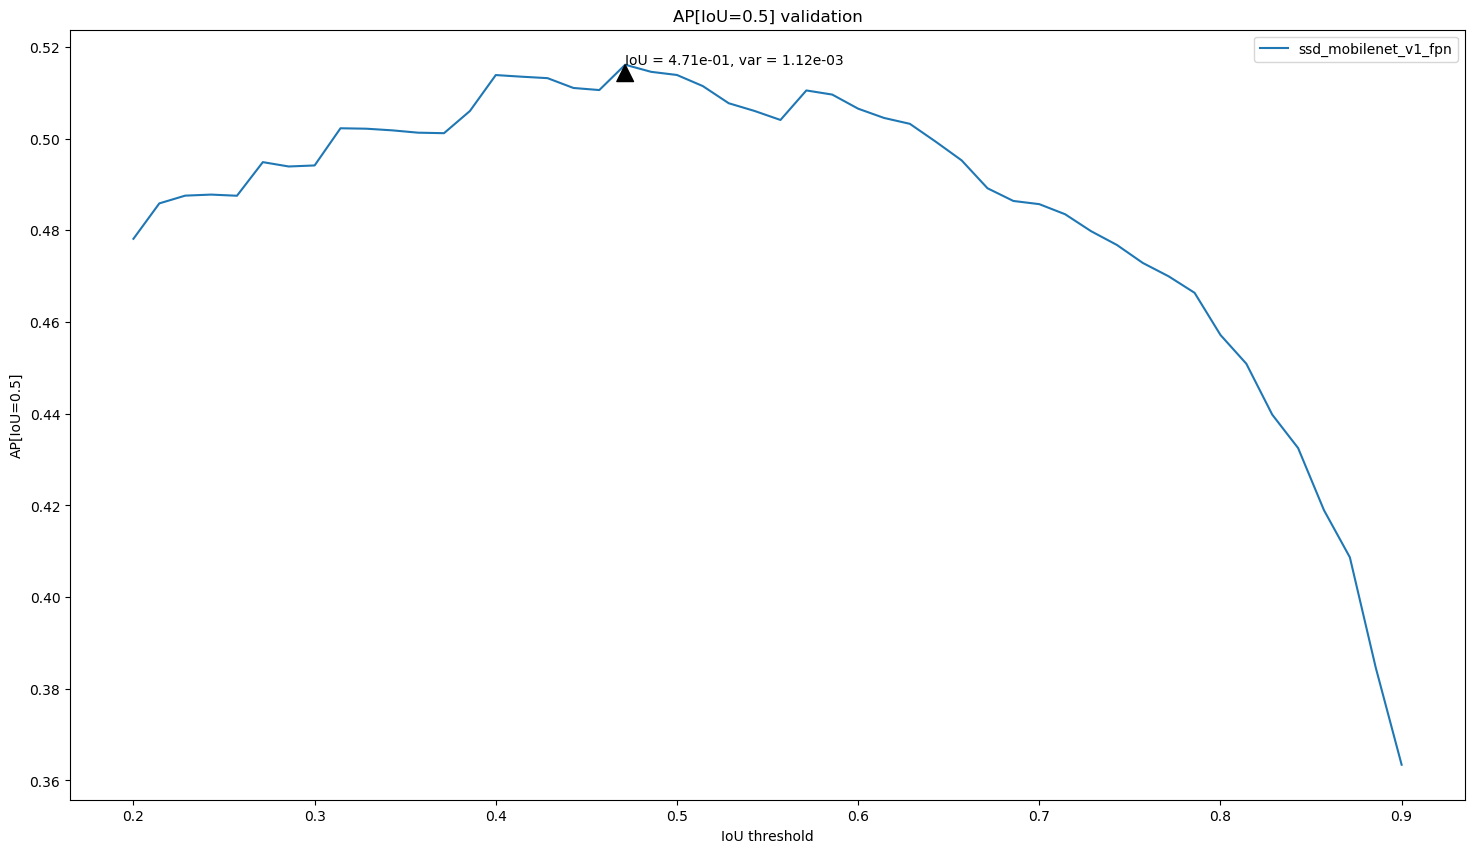 AP[IoU=0.5] validation
ssd_mobilenet_v1_fpn
IoU = 4.71e-01, var = 1.12e-03
AP[IoU=0.5]
0.52
0.50
0.48
0.46
0.44
0.42
0.40
0.38
0.36
0.2 0.3 0.4 0.5 0.6 0.7 0.8 0.9
IoU threshold